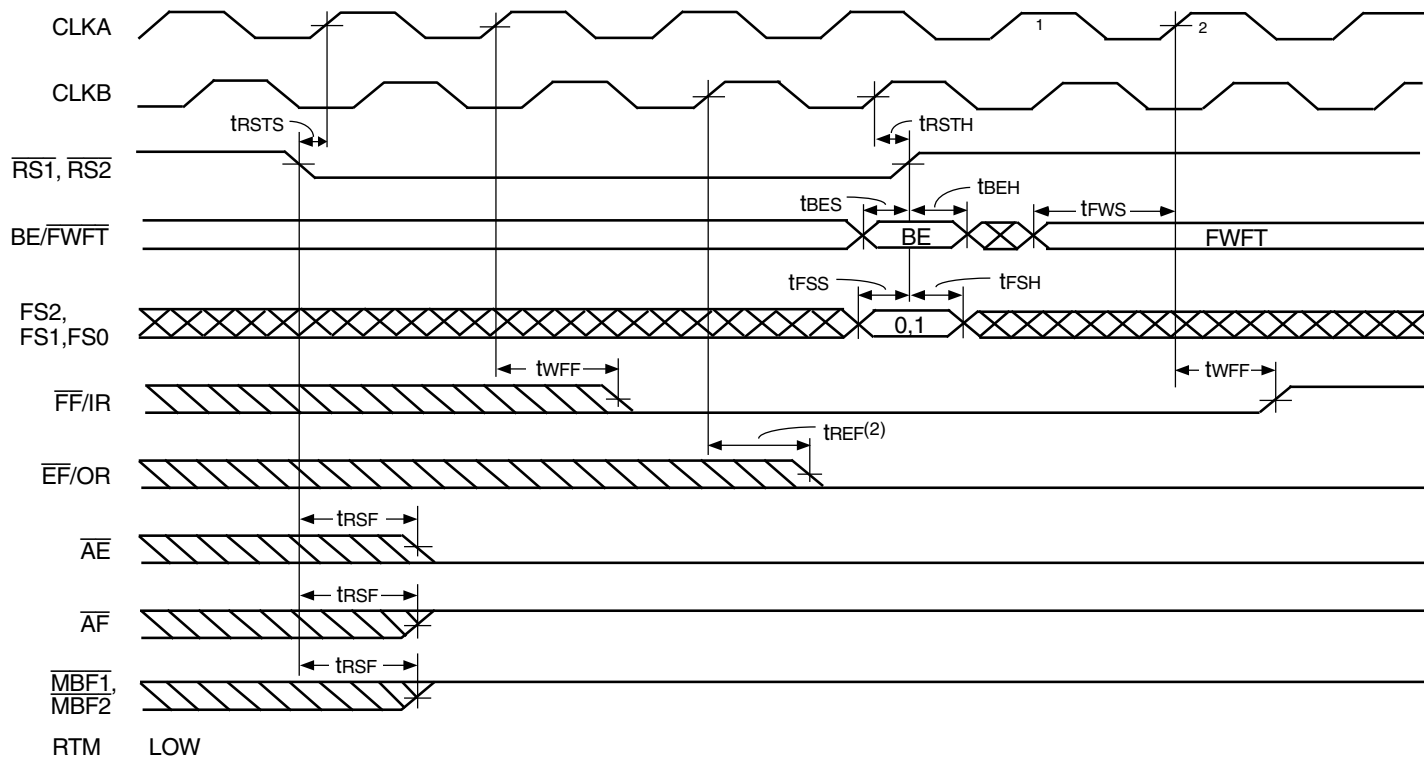 CLKA
1
2
CLKB
tRSTS
tRSTH
RS1, RS2
tBES
tBEH
tFWS
BE/FWFT
BE
FWFT
tFSS
tFSH
FS2,
FS1,FS0
0,1
tWFF
tWFF
FF/IR
tREF(2)
EF/OR
tRSF
AE
tRSF
AF
tRSF
MBF1,
MBF2
RTM LOW